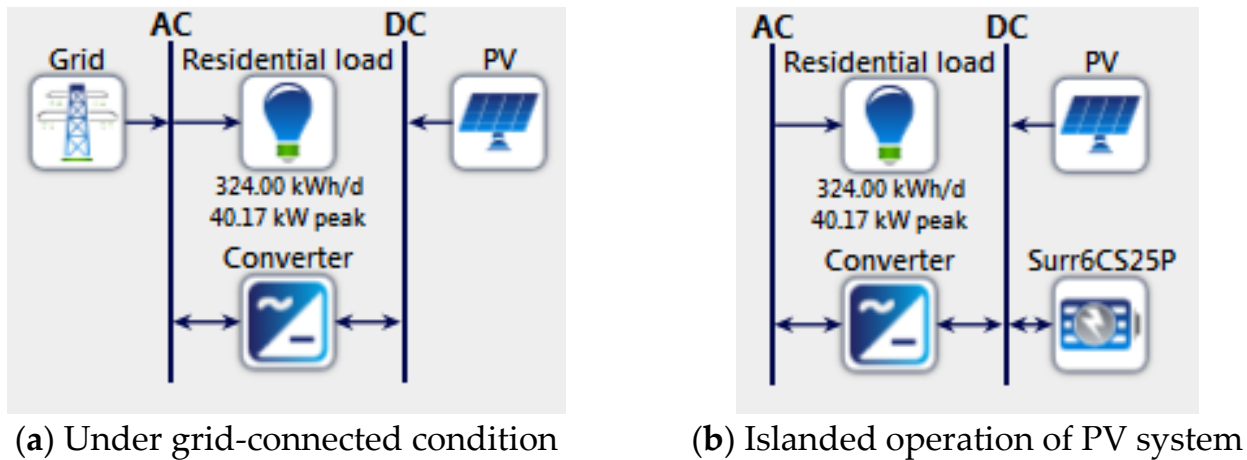 AC DC
Grid Residential load PV
324.00 kWh/d
40.17 kW peak
Converter
(a) Under grid-connected condition
AC DC
Residential load PV
324.00 kWh/d
40.17 kW peak
Converter Surr6CS25P
(b) Islanded operation of PV system